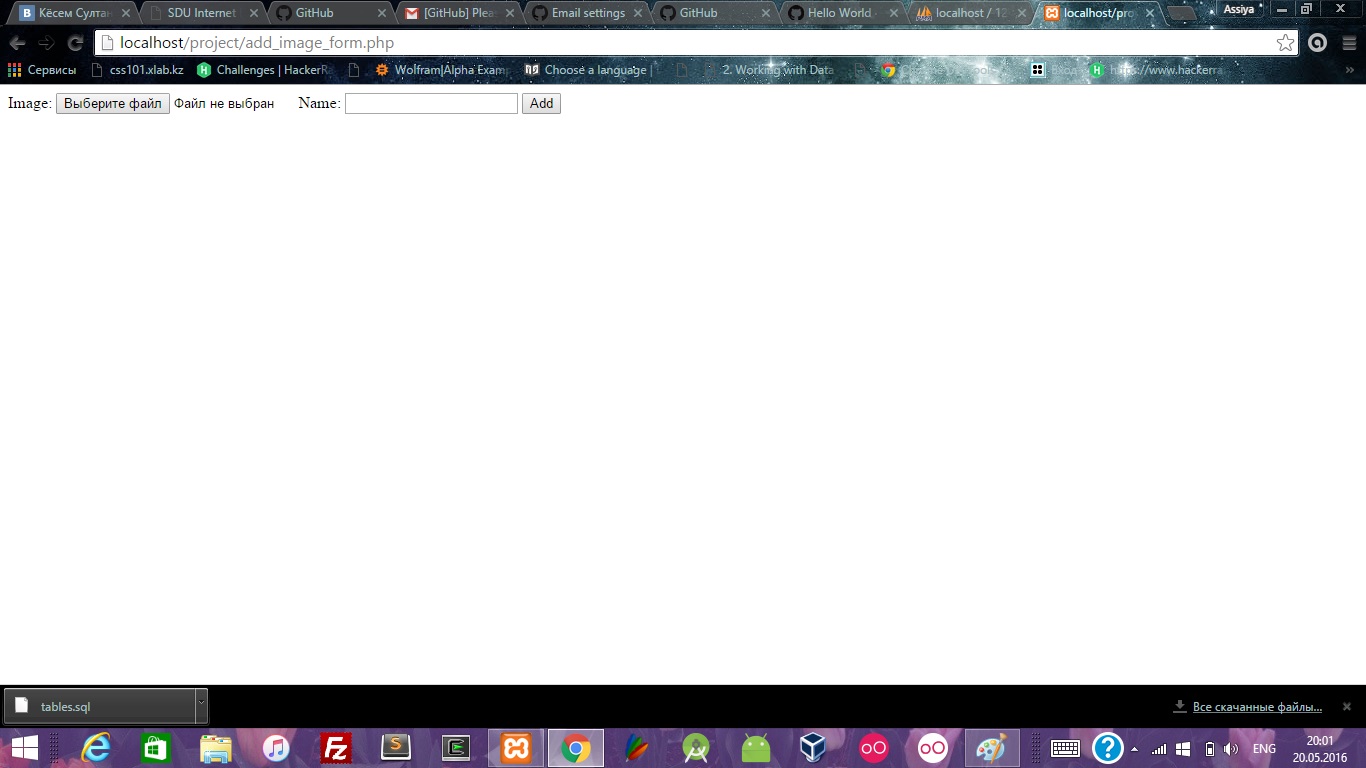 Кёсем Султан
SDU Internet
GitHub
[GitHub] Plea
Email settings
GitHub
Hello World
localhost / 12
localhost/pro
Assiya
localhost/project/add_image_form.php
Сервисы
css101.xlab.kz
Challenges | HackerR
Wolfram|Alpha Examp
Choose a language |
2. Working with Data
Вход
https://www.hackerra
Image: Выберите файл Файл не выбран Name: Add
tables.sql
Все скачанные файлы...
ENG
20:01
20.05.2016